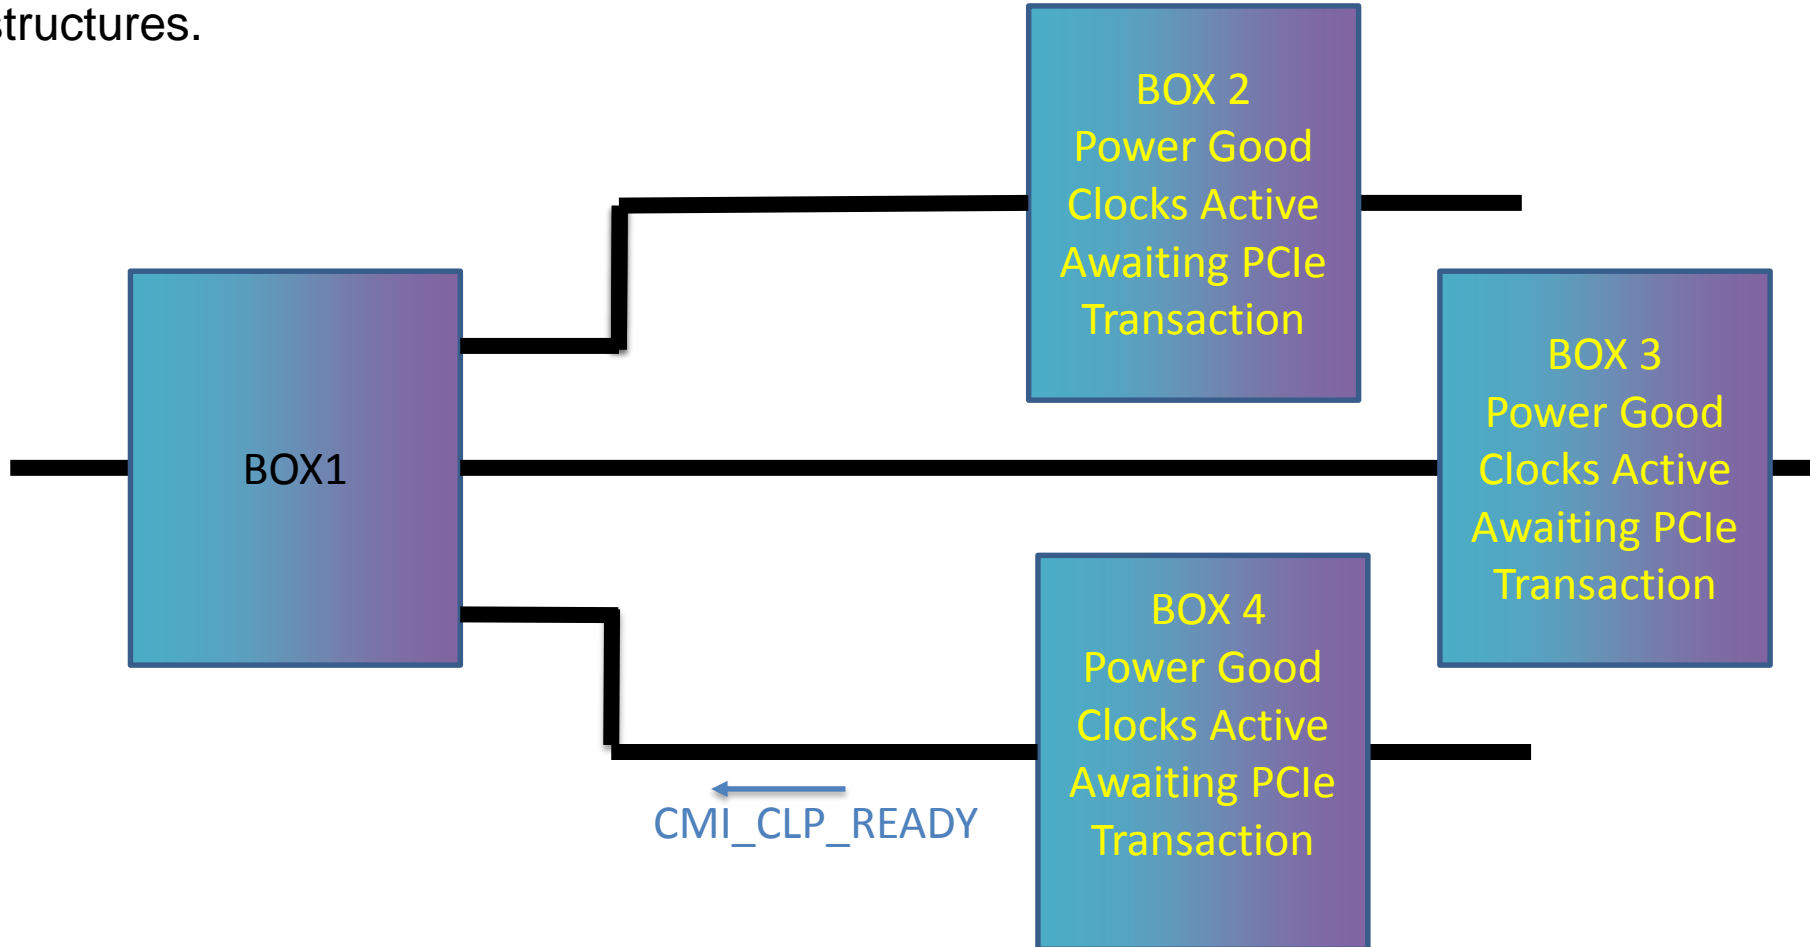 structures.
BOX 2
Power Good
Clocks Active
Awaiting PCIe
Transaction
BOX1
BOX 3
Power Good
Clocks Active
Awaiting PCIe
Transaction
BOX 4
Power Good
Clocks Active
Awaiting PCIe
Transaction
CMI_CLP_READY